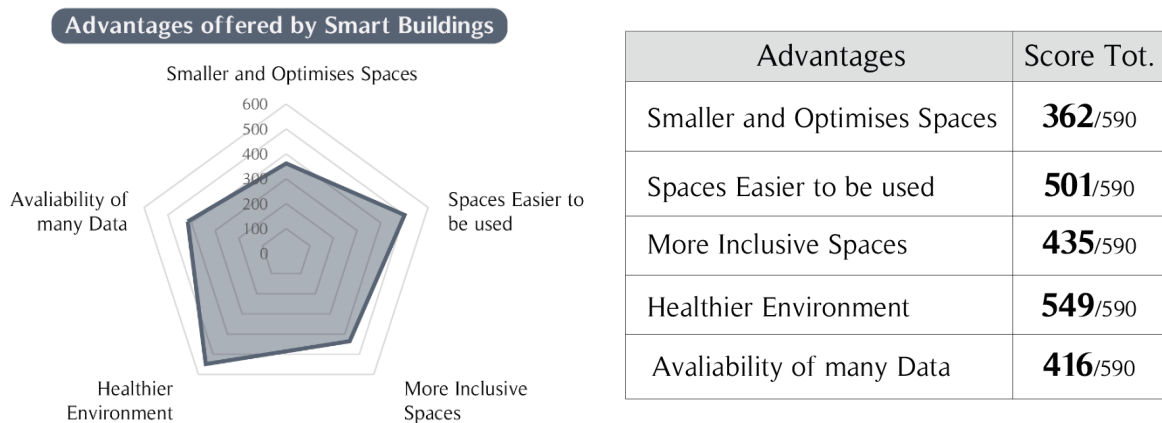 Advantages offered by Smart Buildings
Smaller and Optimises Spaces
600
500
400
300
200
100
0
Spaces Easier to
be used
More Inclusive
Spaces
Healthier
Environment
Avaliability of
many Data
Advantages Score Tot.
Smaller and Optimises Spaces 362/590
Spaces Easier to be used 501/590
More Inclusive Spaces 435/590
Healthier Environment 549/590
Avaliability of many Data 416/590